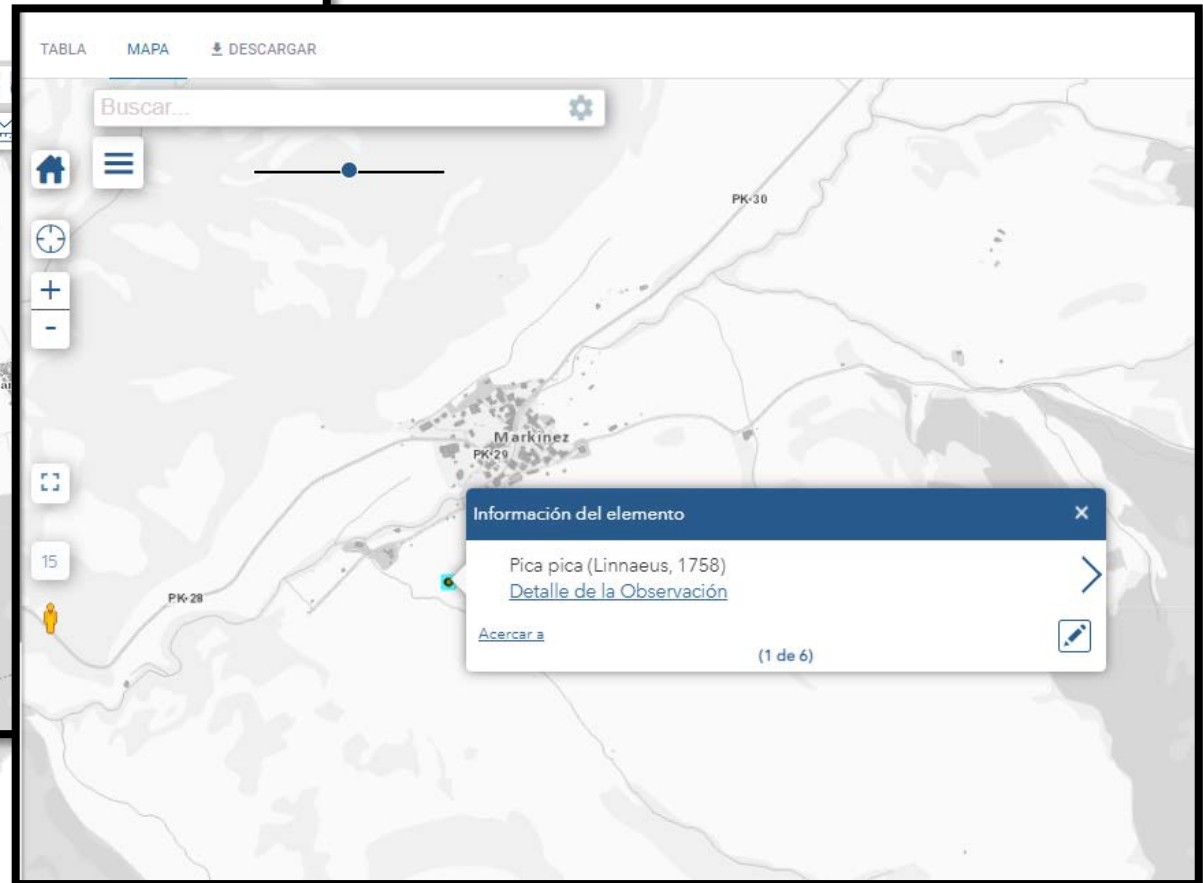 TABLA MAPA DESCARGAR
Buscar...
PK-30
+
-
Markinez
PK-29
Información del elemento ×
15
Pica pica (Linnaeus, 1758)
Detalle de la Observación
PK-28
Acercar a
(1 de 6)